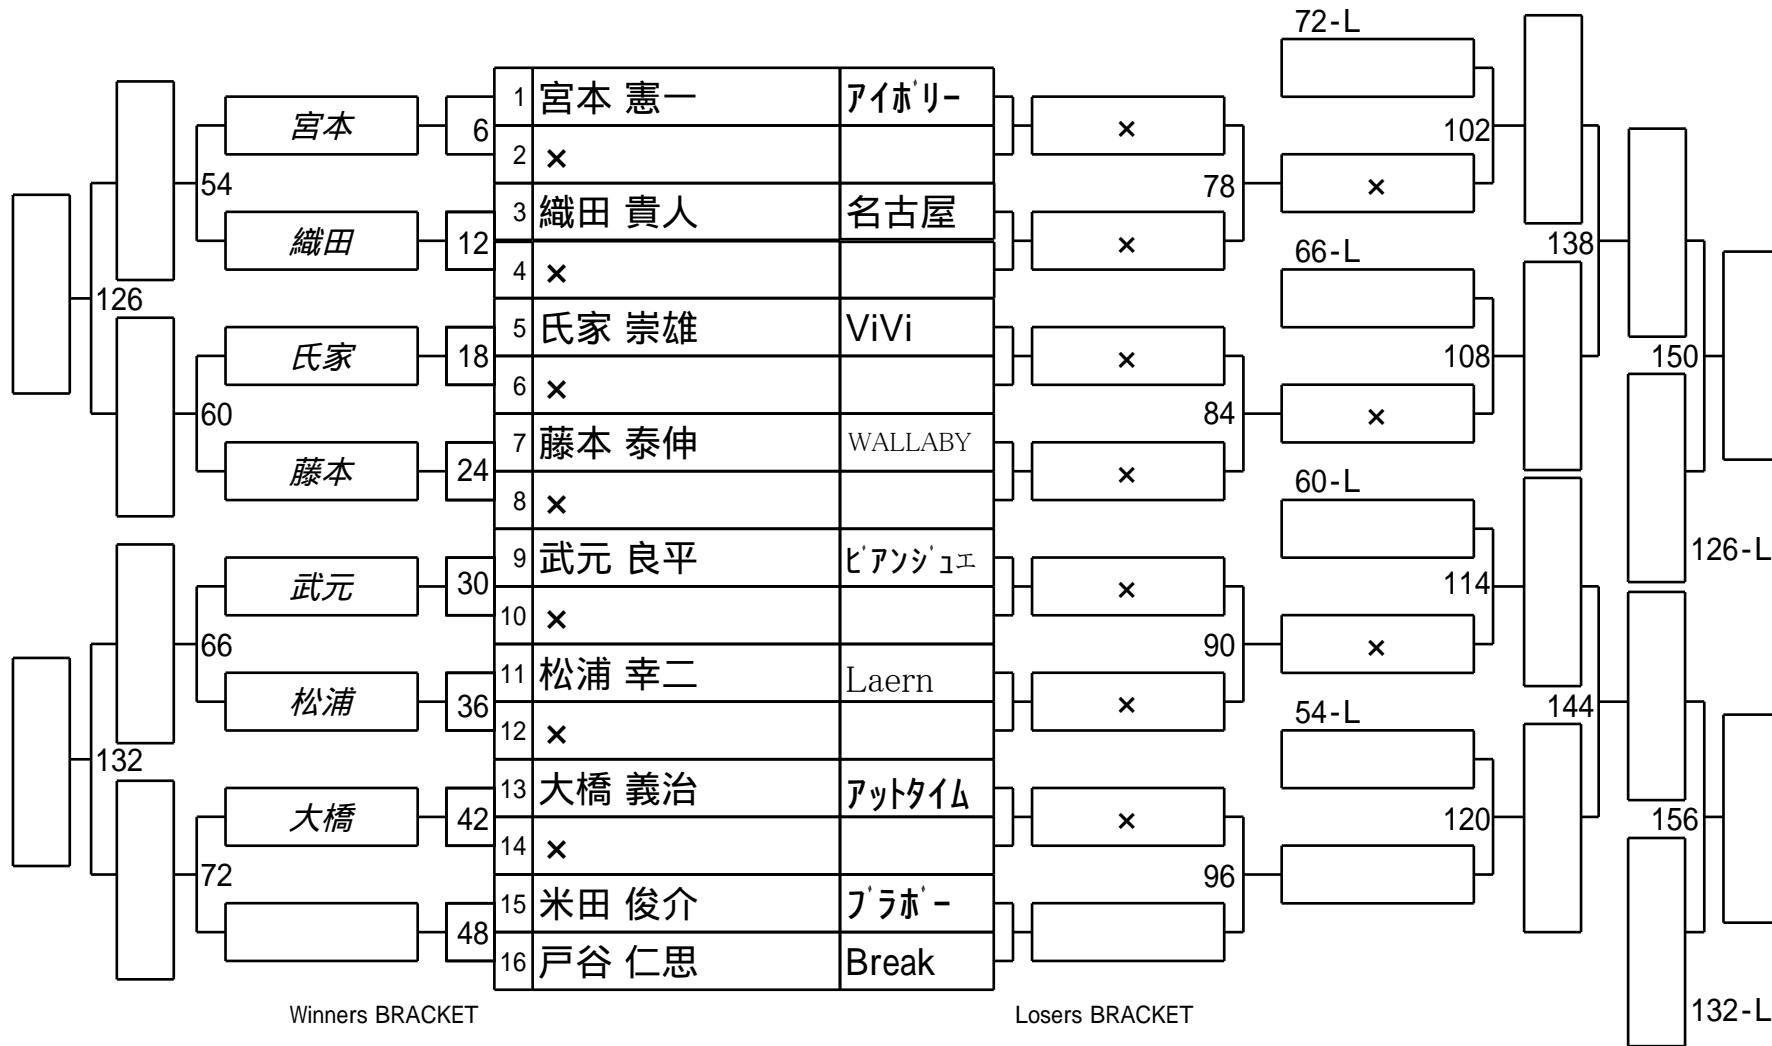 72-L
1 宮本 憲一 アイボリー
宮本 6 × 102
2 ×
54 78 ×
3 織田 貴人 名古屋
織田 12 × 138
4 × 66-L
126
5 氏家 崇雄 ViVi
氏家 18 × 108 150
6 ×
60 84 ×
7 藤本 泰伸 WALLABY
藤本 24 × 60-L
8 ×
9 武元 良平 ビアンジュエ 126-L
武元 30 × 114
10 ×
66 90 ×
11 松浦 幸二 Laern
松浦 36 × 54-L 144
12 ×
132
13 大橋 義治 アットタイム
大橋 42 × 120 156
14 ×
72 96
15 米田 俊介 ブラボー
48
16 戸谷 仁思 Break
Winners BRACKET Losers BRACKET 132-L